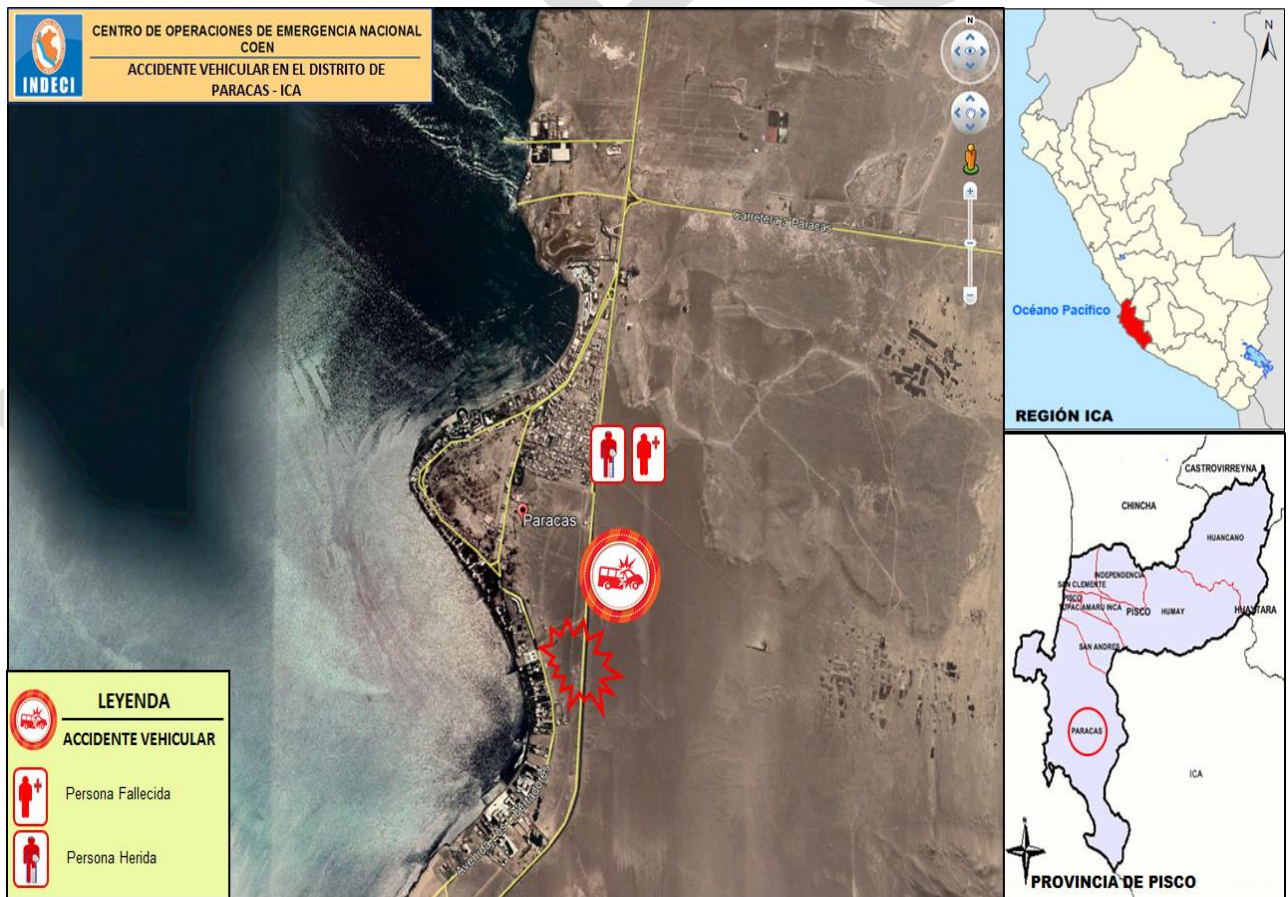 CENTRO DE OPERACIONES DE EMERGENCIA NACIONAL
COEN
ACCIDENTE VEHICULAR EN EL DISTRITO DE
PARACAS - ICA
INDECI
N
Carretera a Paracas
Paracas
LEYENDA
ACCIDENTE VEHICULAR
Persona Fallecida
Persona Herida
N
Océano Pacífico
REGIÓN ICA
CASTROVIRREYNA
CHINCHA
HUANCANO
INDEPENDENCIA
SAN CLEMENTE
PISCO
TUPAC AMARU INCA
PISCO
HUMAY
HUAYTARA
SAN ANDRES
PARACAS
ICA
N
PROVINCIA DE PISCO